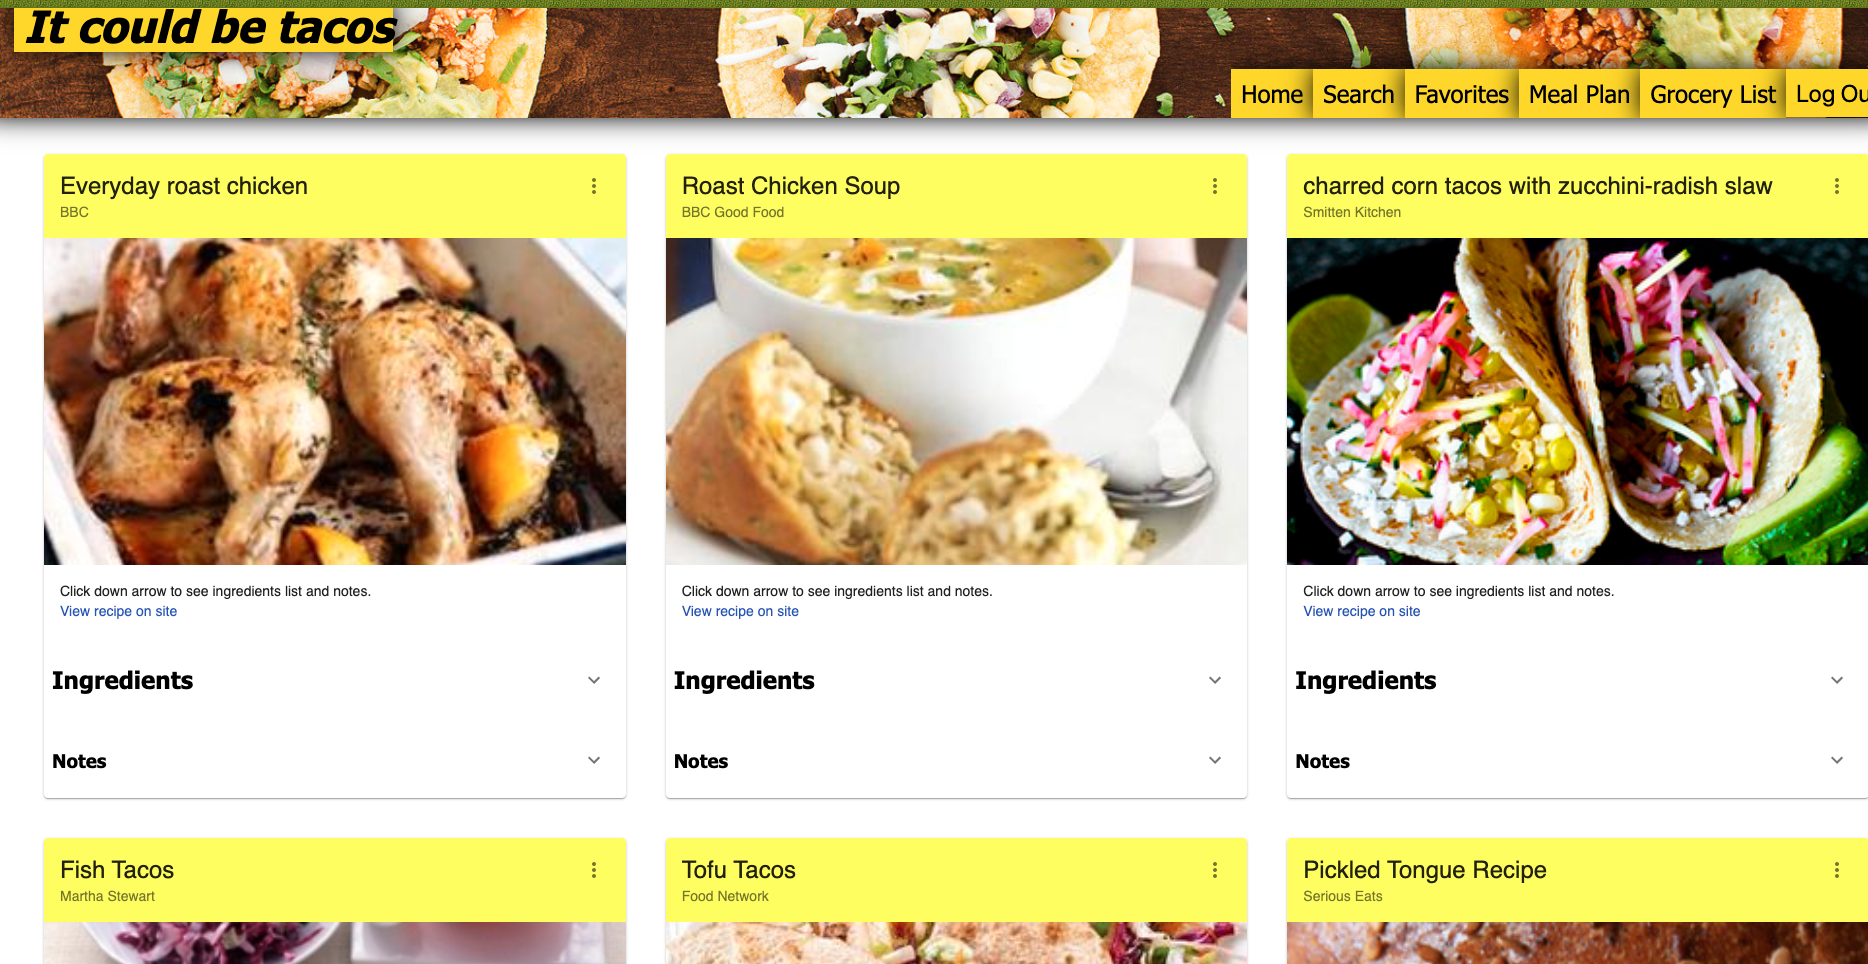 It could be tacos
Home Search Favorites Meal Plan Grocery List Log Ou
Everyday roast chicken
BBC
Roast Chicken Soup
BBC Good Food
charred corn tacos with zucchini-radish slaw
Smitten Kitchen
Click down arrow to see ingredients list and notes.
View recipe on site
Click down arrow to see ingredients list and notes.
View recipe on site
Click down arrow to see ingredients list and notes.
View recipe on site
Ingredients
Ingredients
Ingredients
Notes
Notes
Notes
Fish Tacos
Martha Stewart
Tofu Tacos
Food Network
Pickled Tongue Recipe
Serious Eats